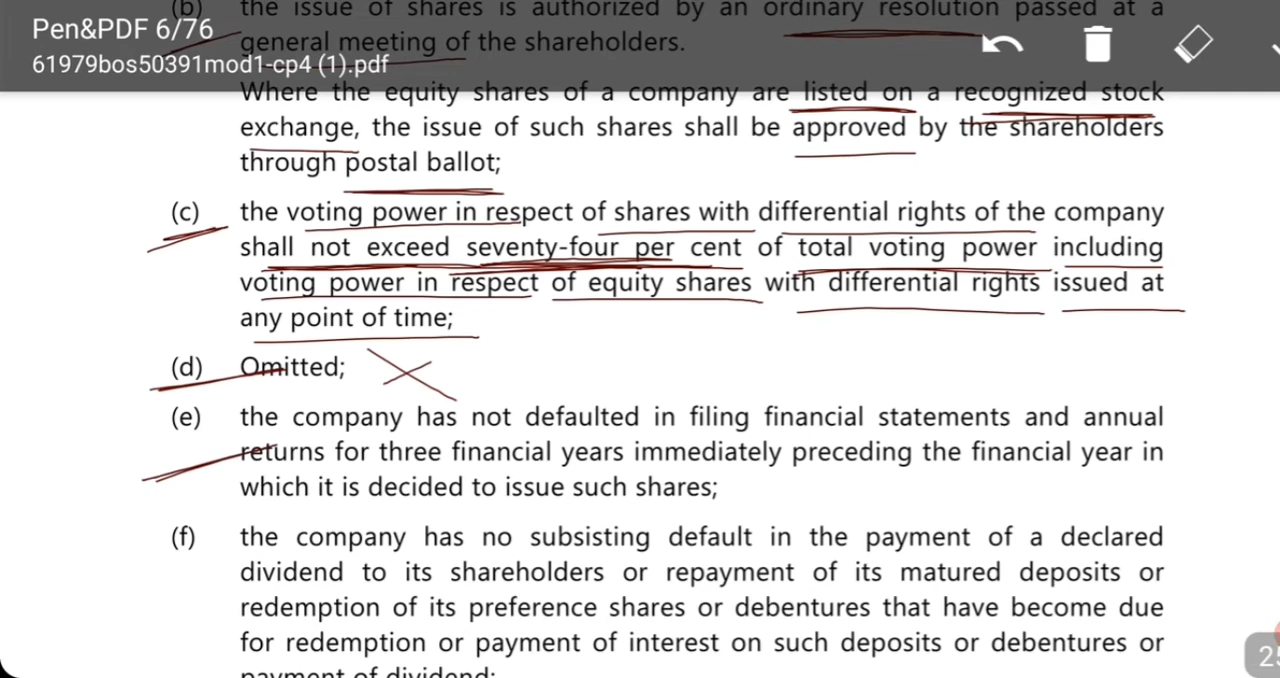 (b) the issue of shares is authorized by an ordinary resolution passed at a
Pen&PDF 6/76
general meeting of the shareholders.
61979bos50391mod1-cp4 (1).pdf
Where the equity shares of a company are listed on a recognized stock
exchange, the issue of such shares shall be approved by the shareholders
through postal ballot;
(c) the voting power in respect of shares with differential rights of the company
shall not exceed seventy-four per cent of total voting power including
voting power in respect of equity shares with differential rights issued at
any point of time;
(d) Omitted;
(e) the company has not defaulted in filing financial statements and annual
returns for three financial years immediately preceding the financial year in
which it is decided to issue such shares;
(f) the company has no subsisting default in the payment of a declared
dividend to its shareholders or repayment of its matured deposits or
redemption of its preference shares or debentures that have become due
for redemption or payment of interest on such deposits or debentures or
payment of dividend;